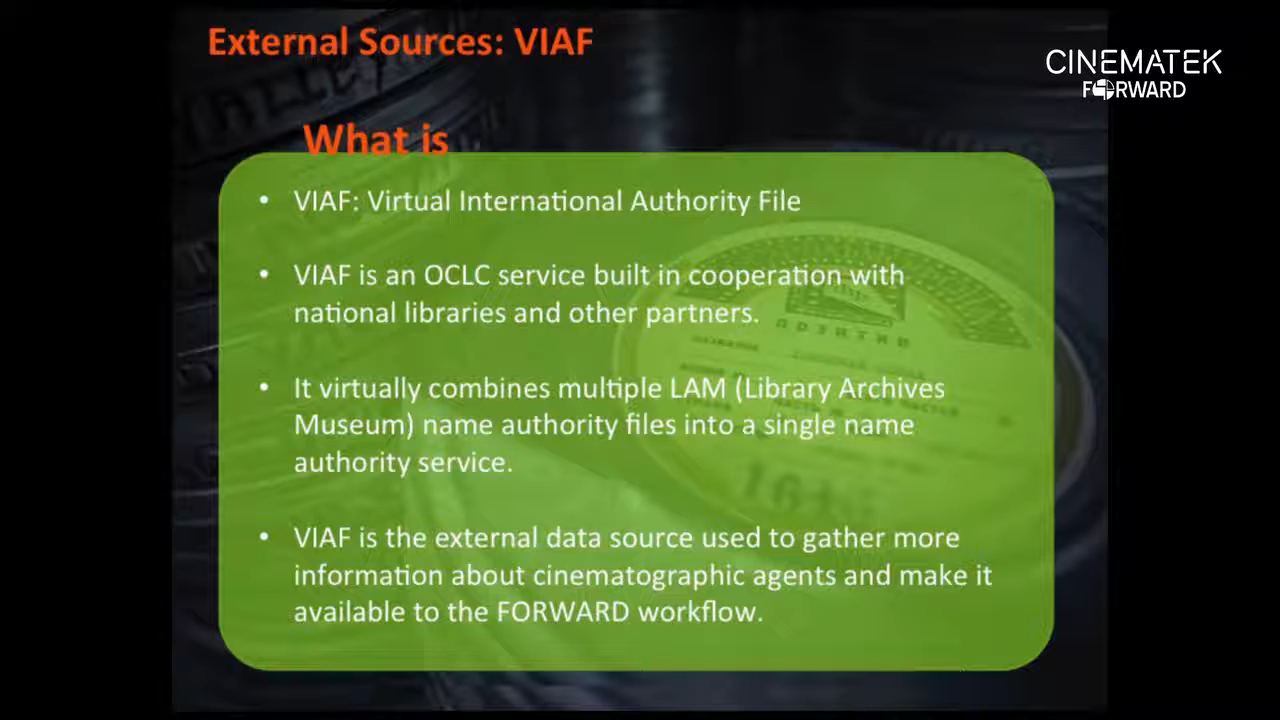 External Sources: VIAF
CINEMATEK
FORWARD
What is
• VIAF: Virtual International Authority File
• VIAF is an OCLC service built in cooperation with
national libraries and other partners.
• It virtually combines multiple LAM (Library Archives
Museum) name authority files into a single name
authority service.
• VIAF is the external data source used to gather more
information about cinematographic agents and make it
available to the FORWARD workflow.